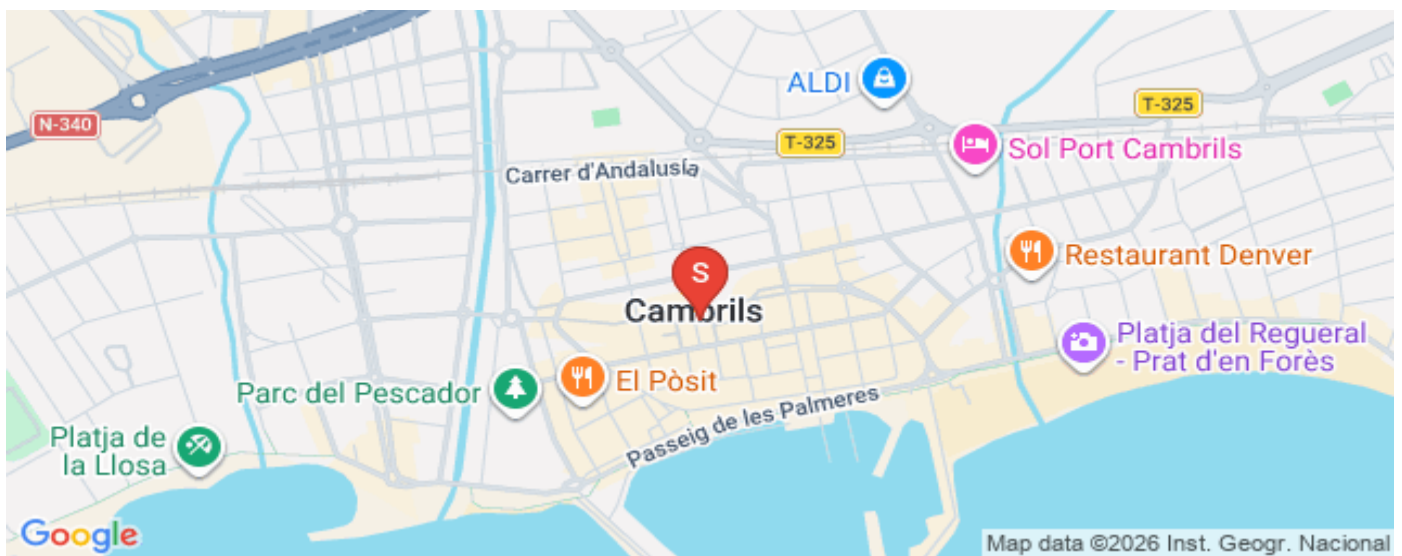 ALDI
T-325
N-340
T-325
Sol Port Cambrils
Carrer d'Andalusía
Restaurant Denver
S
Cambrils
Platja del Regueral
- Prat d'en Forès
El Pòsit
Parc del Pescador
Passeig de les Palmeres
Platja de
la Llosa
Google
Map data ©2026 Inst. Geogr. Nacional